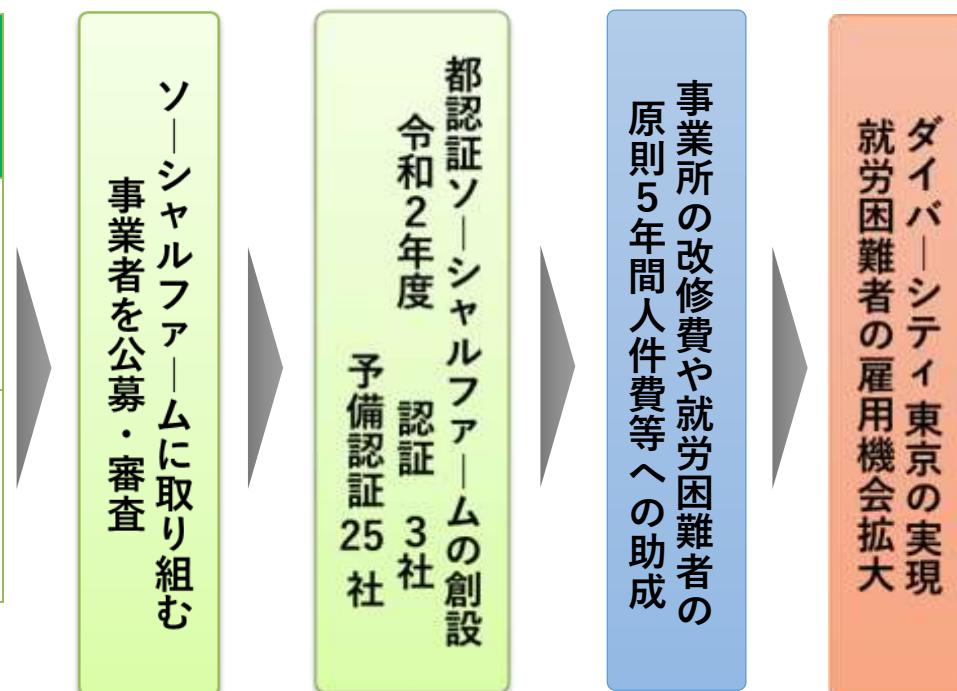 ソーシャルファームに取り組む
事業者を公募・審査
都認証ソーシャルファームの創設
令和2年度 認証 3社
予備認証 25社
事業所の改修費や就労困難者の
原則5年間人件費等への助成
ダイバーシティ東京の実現
就労困難者の雇用機会拡大